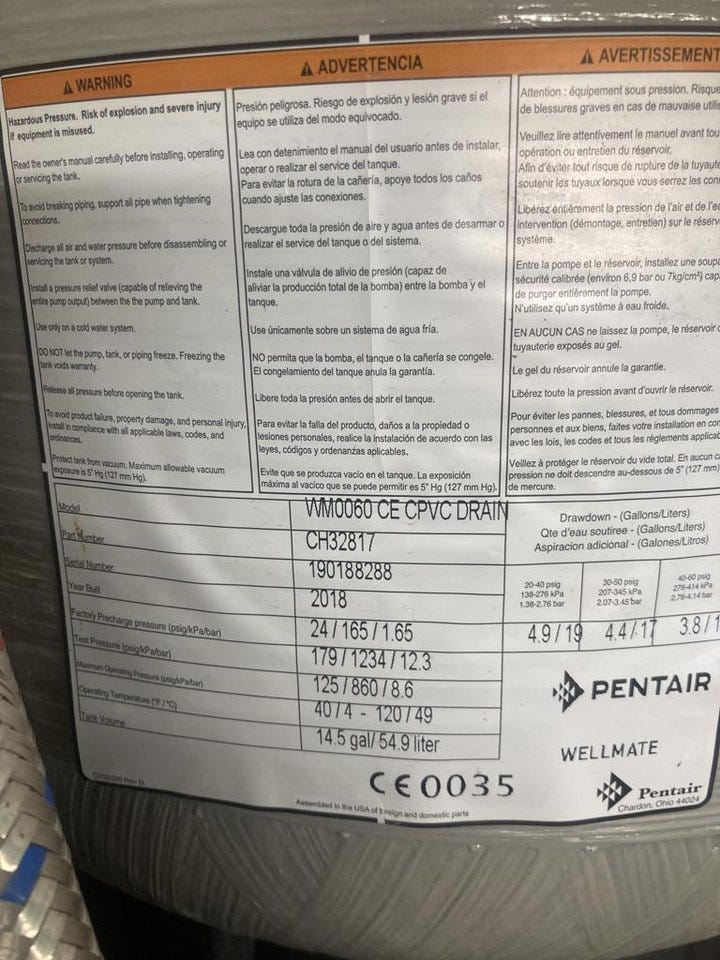 ⚠ WARNING
Hazardous Pressure. Risk of explosion and severe injury
if equipment is misused.
Read the owner's manual carefully before installing, operating
or servicing the tank.
To avoid breaking piping, support all pipe when tightening
connections.
Discharge all air and water pressure before disassembling or
servicing the tank or system.
Install a pressure relief valve (capable of relieving the
entire pump output) between the the pump and tank.
Use only on a cold water system.
DO NOT let the pump, tank, or piping freeze. Freezing the
tank voids warranty.
Release all pressure before opening the tank.
To avoid product failure, property damage, and personal injury,
install in compliance with all applicable laws, codes, and
ordinances.
Protect tank from vacuum. Maximum allowable vacuum
exposure is 5" Hg (127 mm Hg).
⚠ ADVERTENCIA
Presión peligrosa. Riesgo de explosión y lesión grave si el
equipo se utiliza del modo equivocado.
Lea con detenimiento el manual del usuario antes de instalar,
operar o realizar el service del tanque.
Para evitar la rotura de la cañería, apoye todos los caños
cuando ajuste las conexiones.
Descargue toda la presión de aire y agua antes de desarmar o
realizar el service del tanque o del sistema.
Instale una válvula de alivio de presión (capaz de
aliviar la producción total de la bomba) entre la bomba y el
tanque.
Use únicamente sobre un sistema de agua fría.
NO permita que la bomba, el tanque o la cañería se congele.
El congelamiento del tanque anula la garantía.
Libere toda la presión antes de abrir el tanque.
Para evitar la falla del producto, daños a la propiedad o
lesiones personales, realice la instalación de acuerdo con las
leyes, códigos y ordenanzas aplicables.
Evite que se produzca vacío en el tanque. La exposición
máxima al vacico que se puede permitir es 5" Hg (127 mm Hg).
⚠ AVERTISSEMENT
Attention : équipement sous pression. Risque
de blessures graves en cas de mauvaise utilis
Veuillez lire attentivement le manuel avant tou
opération ou entretien du réservoir.
Afin d'éviter tout risque de rupture de la tuyaute
soutenir les tuyaux lorsque vous serrez les con
Libérez entièrement la pression de l'air et de l'ea
intervention (démontage, entretien) sur le réserv
système.
Entre la pompe et le réservoir, installez une soupa
sécurité calibrée (environ 6,9 bar ou 7kg/cm²) cap
de purger entièrement la pompe.
N'utilisez qu'un système à eau froide.
EN AUCUN CAS ne laissez la pompe, le réservoir o
tuyauterie exposés au gel.
Le gel du réservoir annule la garantie.
Libérez toute la pression avant d'ouvrir le réservoir.
Pour éviter les pannes, blessures, et tous dommages
personnes et aux biens, faites votre installation en con
avec les lois, les codes et tous les règlements applicab
Veillez à protéger le réservoir du vide total. En aucun c
pression ne doit descendre au-dessous de 5" (127 mm)
de mercure.
Model WM0060 CE CPVC DRAIN
Part Number CH32817
Serial Number 190188288
Year Built 2018
Factory Precharge pressure (psig/kPa/bar) 24 / 165 / 1.65
Test Pressure (psig/kPa/bar) 179 / 1234 / 12.3
Maximum Operating Pressure (psig/kPa/bar) 125 / 860 / 8.6
Operating Temperature (°F / °C) 40 / 4 - 120 / 49
Tank Volume 14.5 gal/ 54.9 liter
Drawdown - (Gallons/Liters)
Qte d'eau soutiree - (Gallons/Liters)
Aspiracion adicional - (Galones/Litros)
20-40 psig 30-50 psig 40-60 psig
138-276 kPa 207-345 kPa 276-414 kPa
1.38-2.76 bar 2.07-3.45 bar 2.76-4.14 bar
4.9 / 19 4.4 / 17 3.8 / 1
PENTAIR
WELLMATE
Pentair
Chardon, Ohio 44024
CE0035
Assembled in the USA of foreign and domestic parts